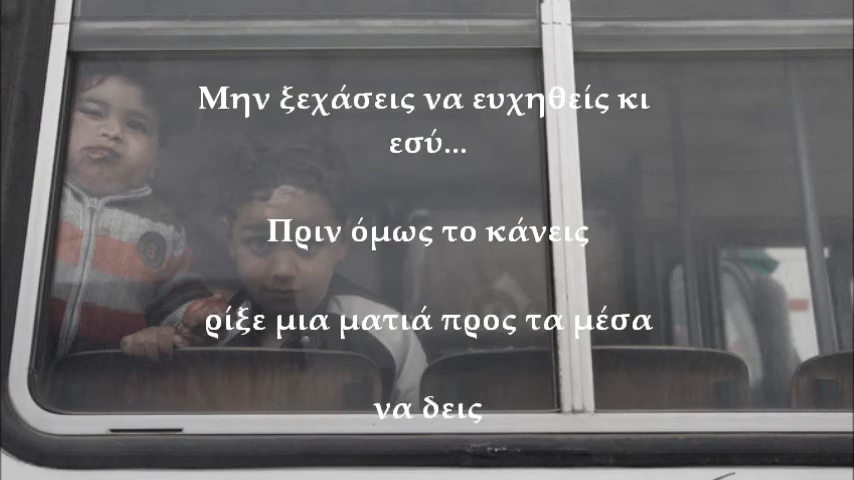 Μην ξεχάσεις να ευχηθείς κι
εσύ...
Πριν όμως το κάνεις
ρίξε μια ματιά προς τα μέσα
να δεις